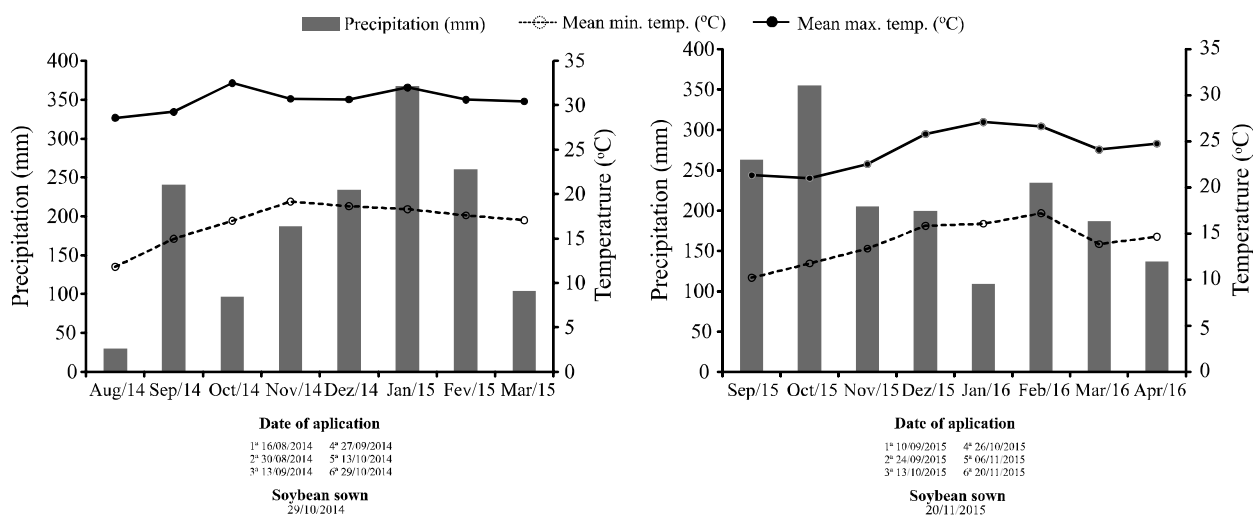 Precipitation (mm) Mean min. temp. (ºC) Mean max. temp. (ºC)
Precipitation (mm)
400
350
300
250
200
150
100
50
0
35
30
25
20
15
10
5
0
Temperatrure (ºC)
Aug/14 Sep/14 Oct/14 Nov/14 Dez/14 Jan/15 Fev/15 Mar/15
Date of aplication
1ª 16/08/2014 4ª 27/09/2014
2ª 30/08/2014 5ª 13/10/2014
3ª 13/09/2014 6ª 29/10/2014
Soybean sown
29/10/2014
Precipitation (mm)
400
350
300
250
200
150
100
50
0
35
30
25
20
15
10
5
0
Temperatrure (ºC)
Sep/15 Oct/15 Nov/15 Dez/15 Jan/16 Feb/16 Mar/16 Apr/16
Date of aplication
1ª 10/09/2015 4ª 26/10/2015
2ª 24/09/2015 5ª 06/11/2015
3ª 13/10/2015 6ª 20/11/2015
Soybean sown
20/11/2015